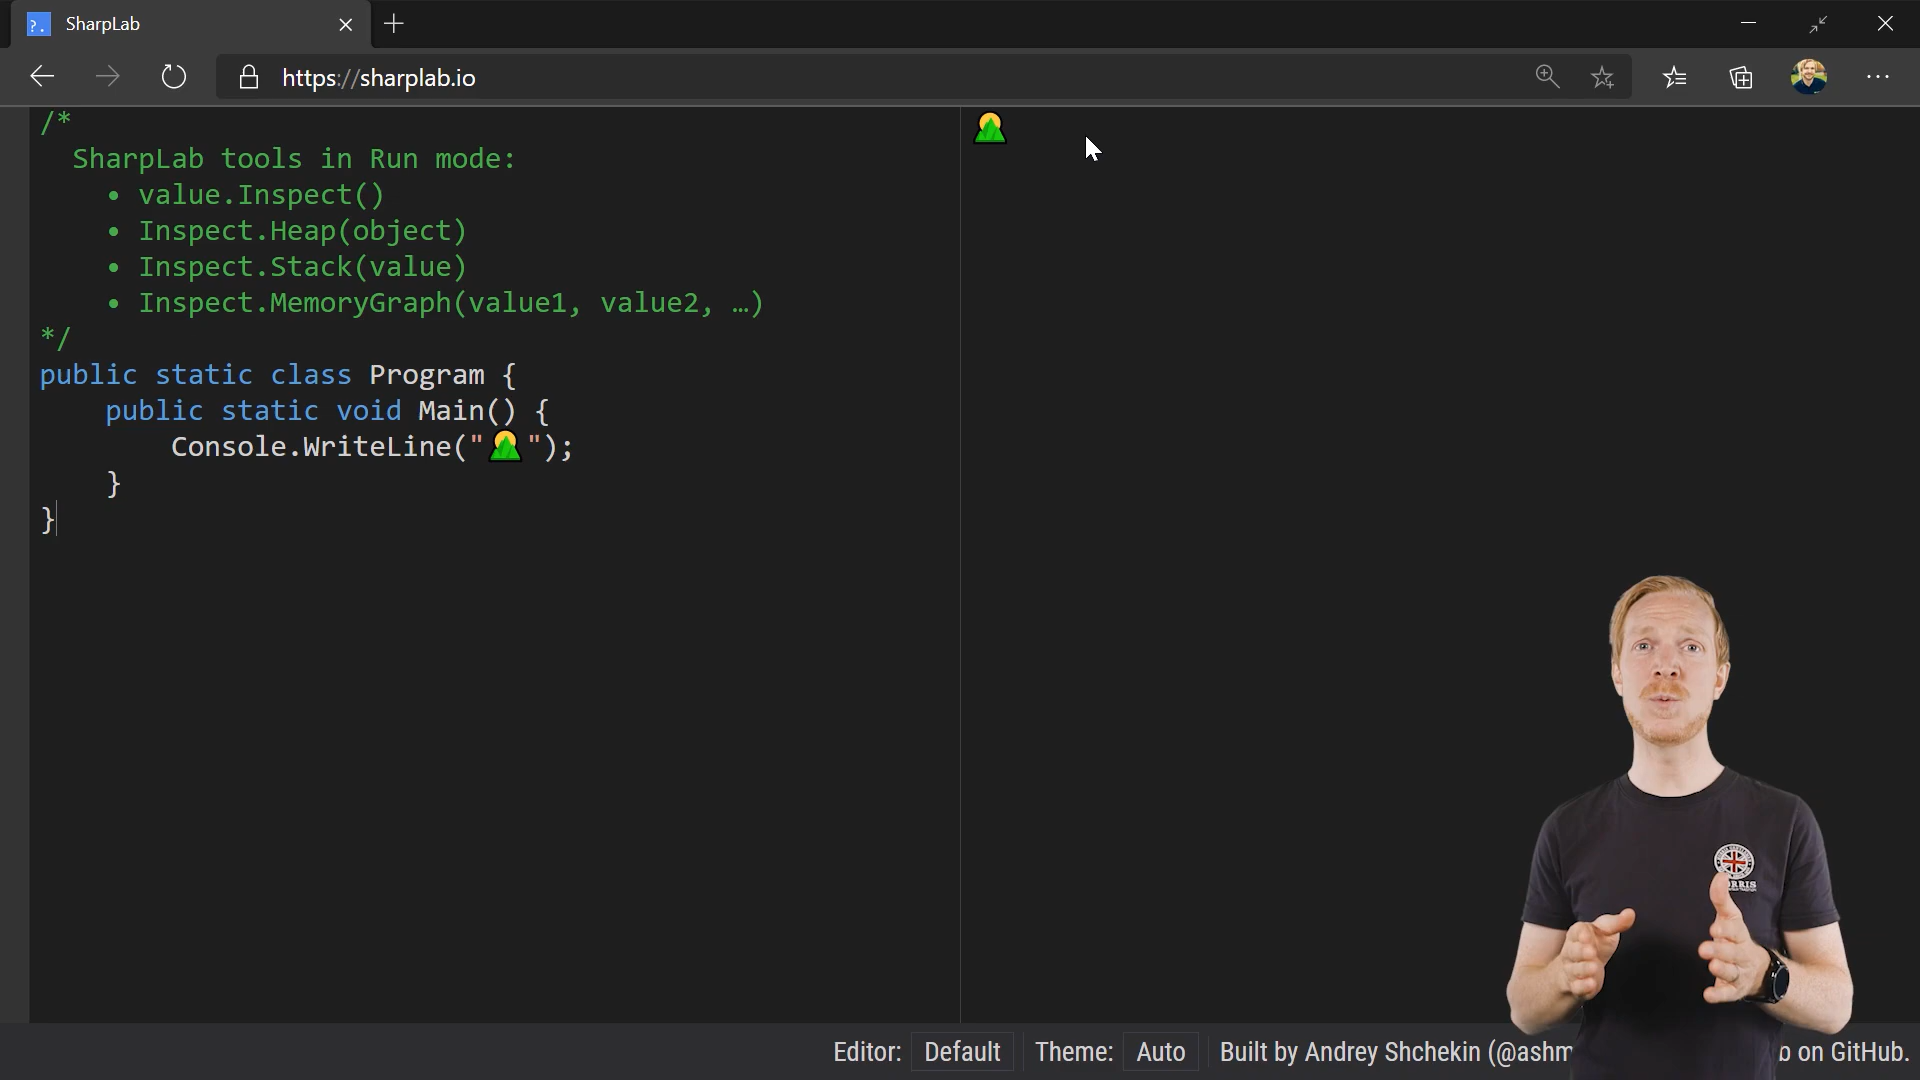 SharpLab
https://sharplab.io
/*
SharpLab tools in Run mode:
• value.Inspect()
• Inspect.Heap(object)
• Inspect.Stack(value)
• Inspect.MemoryGraph(value1, value2, …)
*/
public static class Program {
public static void Main() {
Console.WriteLine("🌄");
}
}
🌄
Editor: Default Theme: Auto Built by Andrey Shchekin (@ashm b on GitHub.